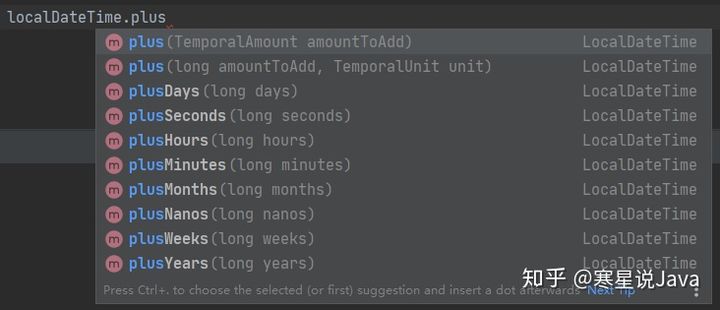 localDateTime.plus
m plus(TemporalAmount amountToAdd) LocalDateTime
m plus(long amountToAdd, TemporalUnit unit) LocalDateTime
m plusDays(long days) LocalDateTime
m plusSeconds(long seconds) LocalDateTime
m plusHours(long hours) LocalDateTime
m plusMinutes(long minutes) LocalDateTime
m plusMonths(long months) LocalDateTime
m plusNanos(long nanos) LocalDateTime
m plusWeeks(long weeks) LocalDateTime
m plusYears(long years) LocalDateTime
知乎 @寒星说Java
Press Ctrl+. to choose the selected (or first) suggestion and insert a dot afterwards Next Tip